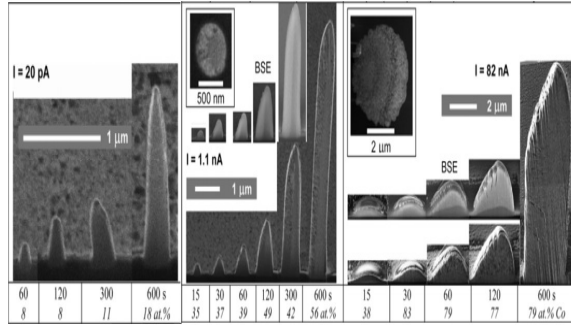 I = 20 pA
1 μm
60 120 300 600 s
8 8 11 18 at.%
500 nm
BSE
I = 1.1 nA
1 μm
15 30 60 120 300 600 s
35 37 39 49 42 56 at.%
2 μm
I = 82 nA
2 μm
BSE
15 30 60 120 600 s
38 83 79 77 79 at.% Co